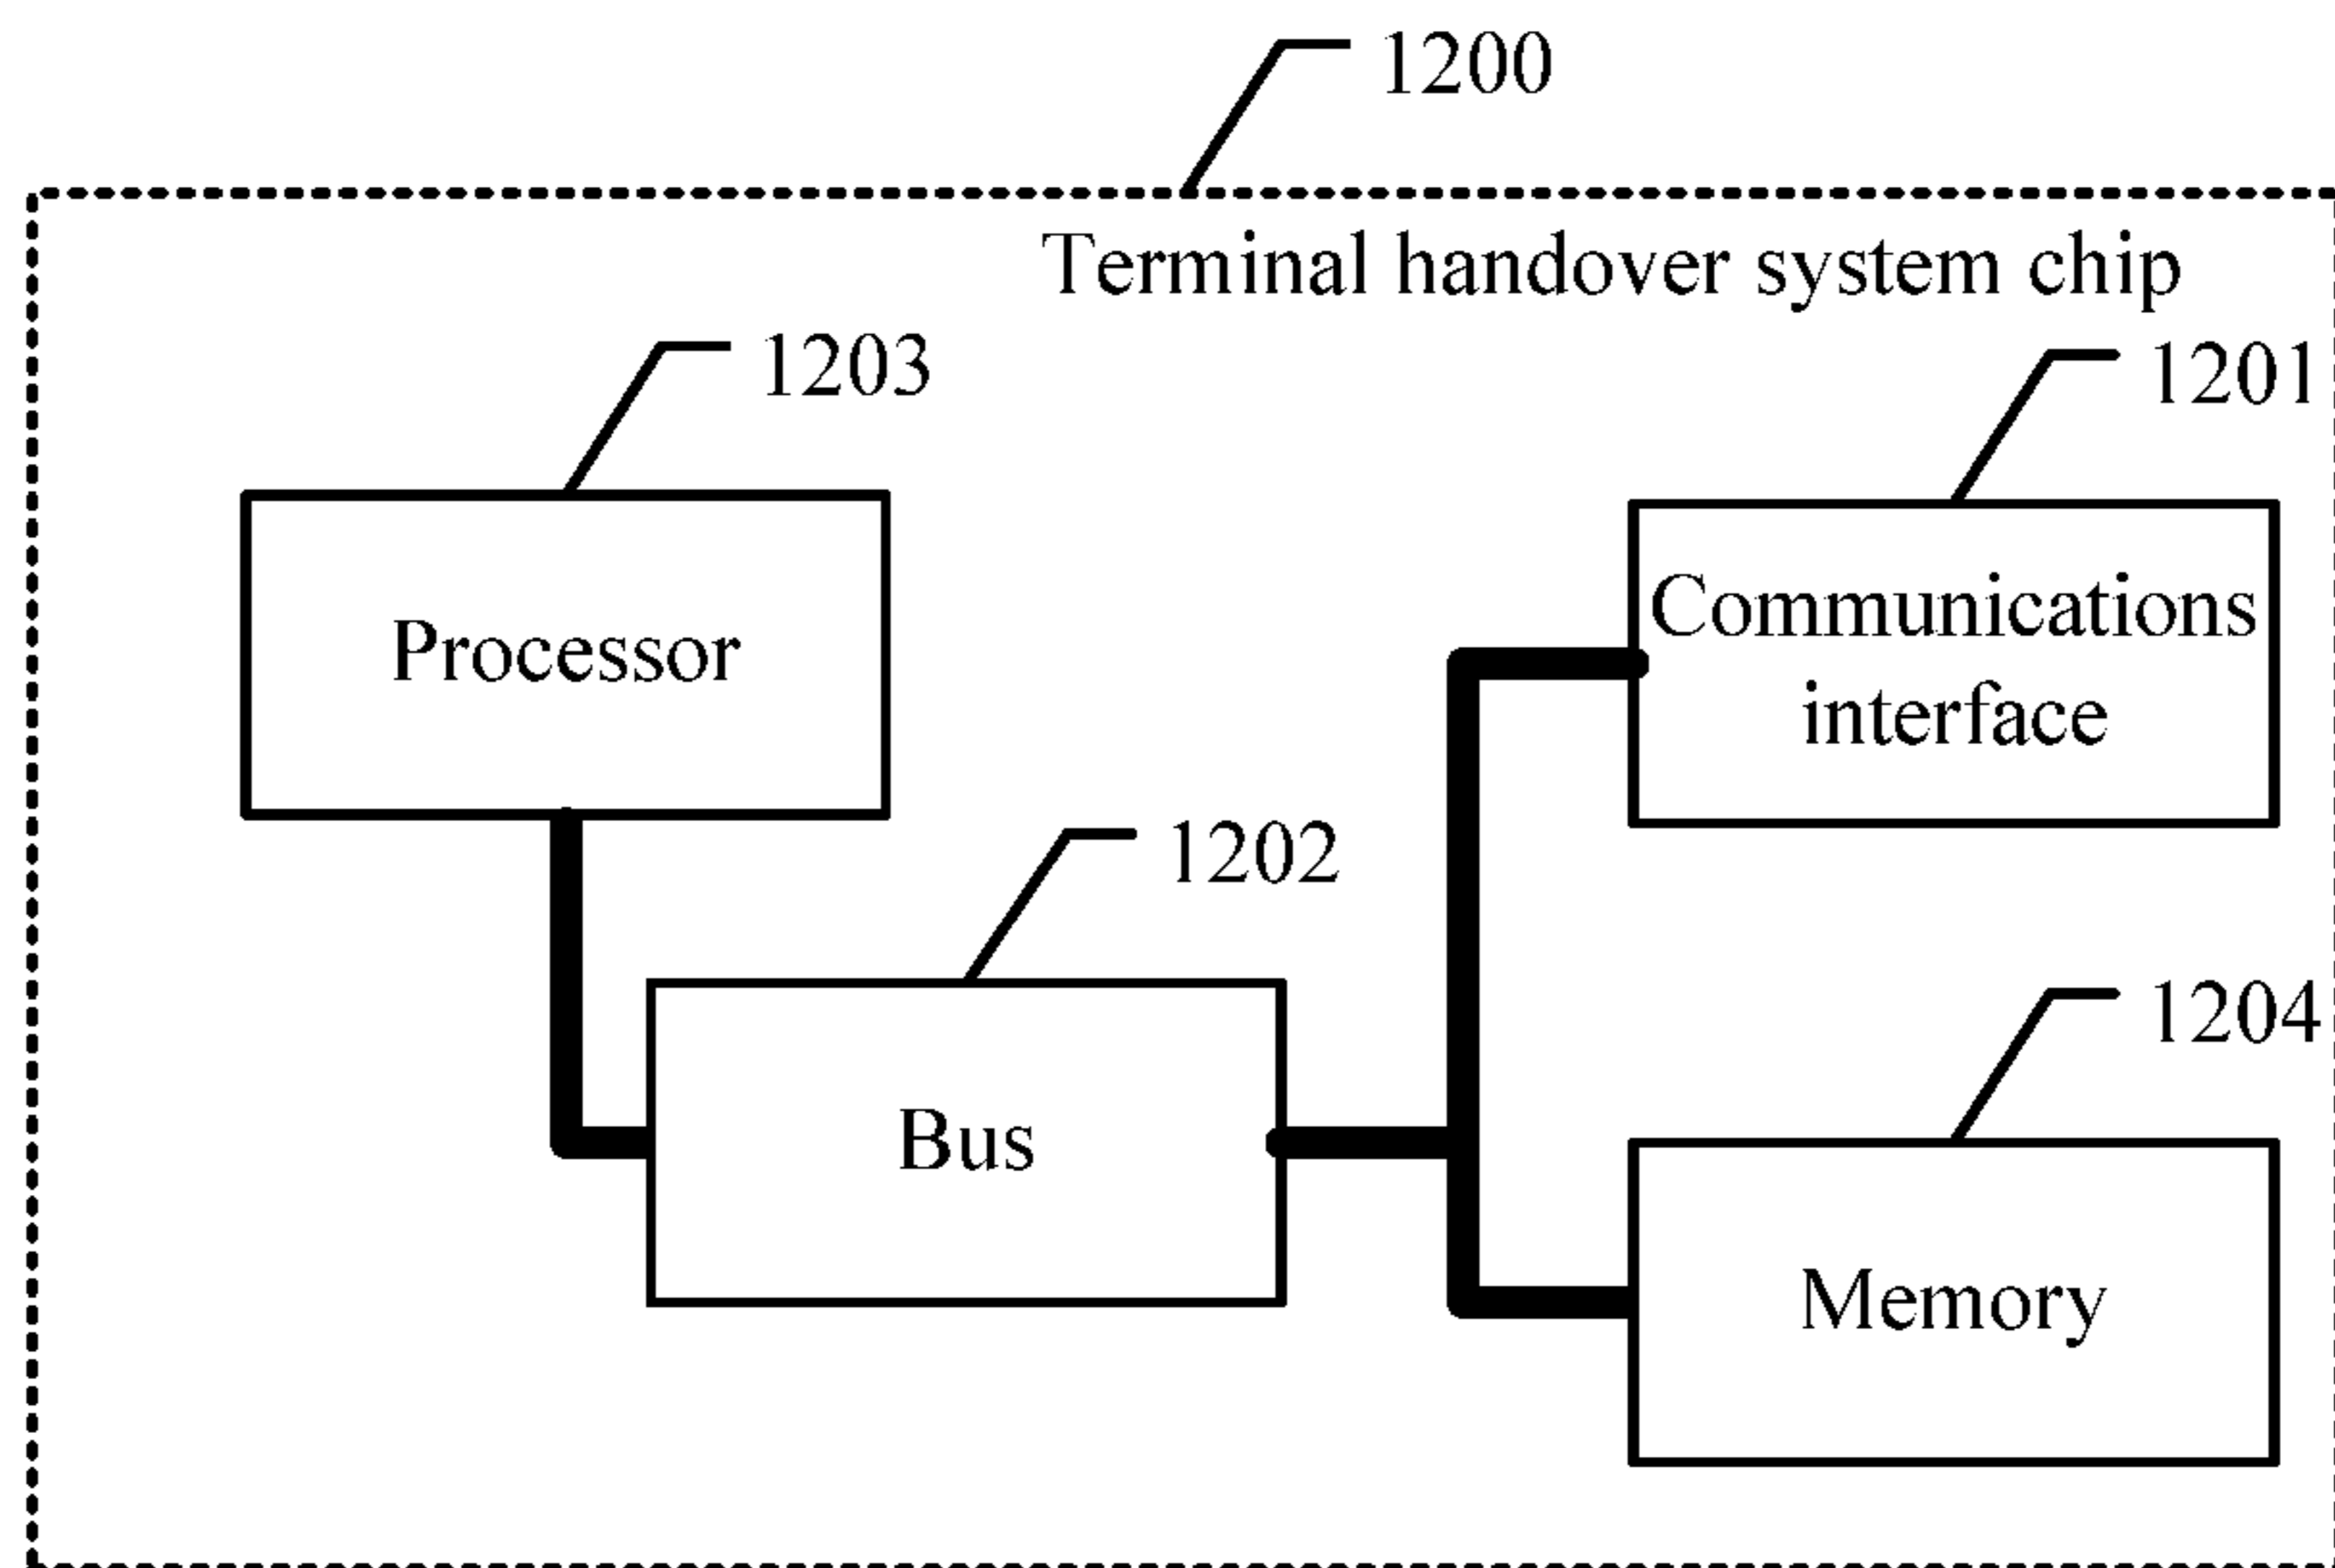 1200
Terminal handover system chip
1203
1201
Processor
Communications
interface
1202
1204
Bus
Memory